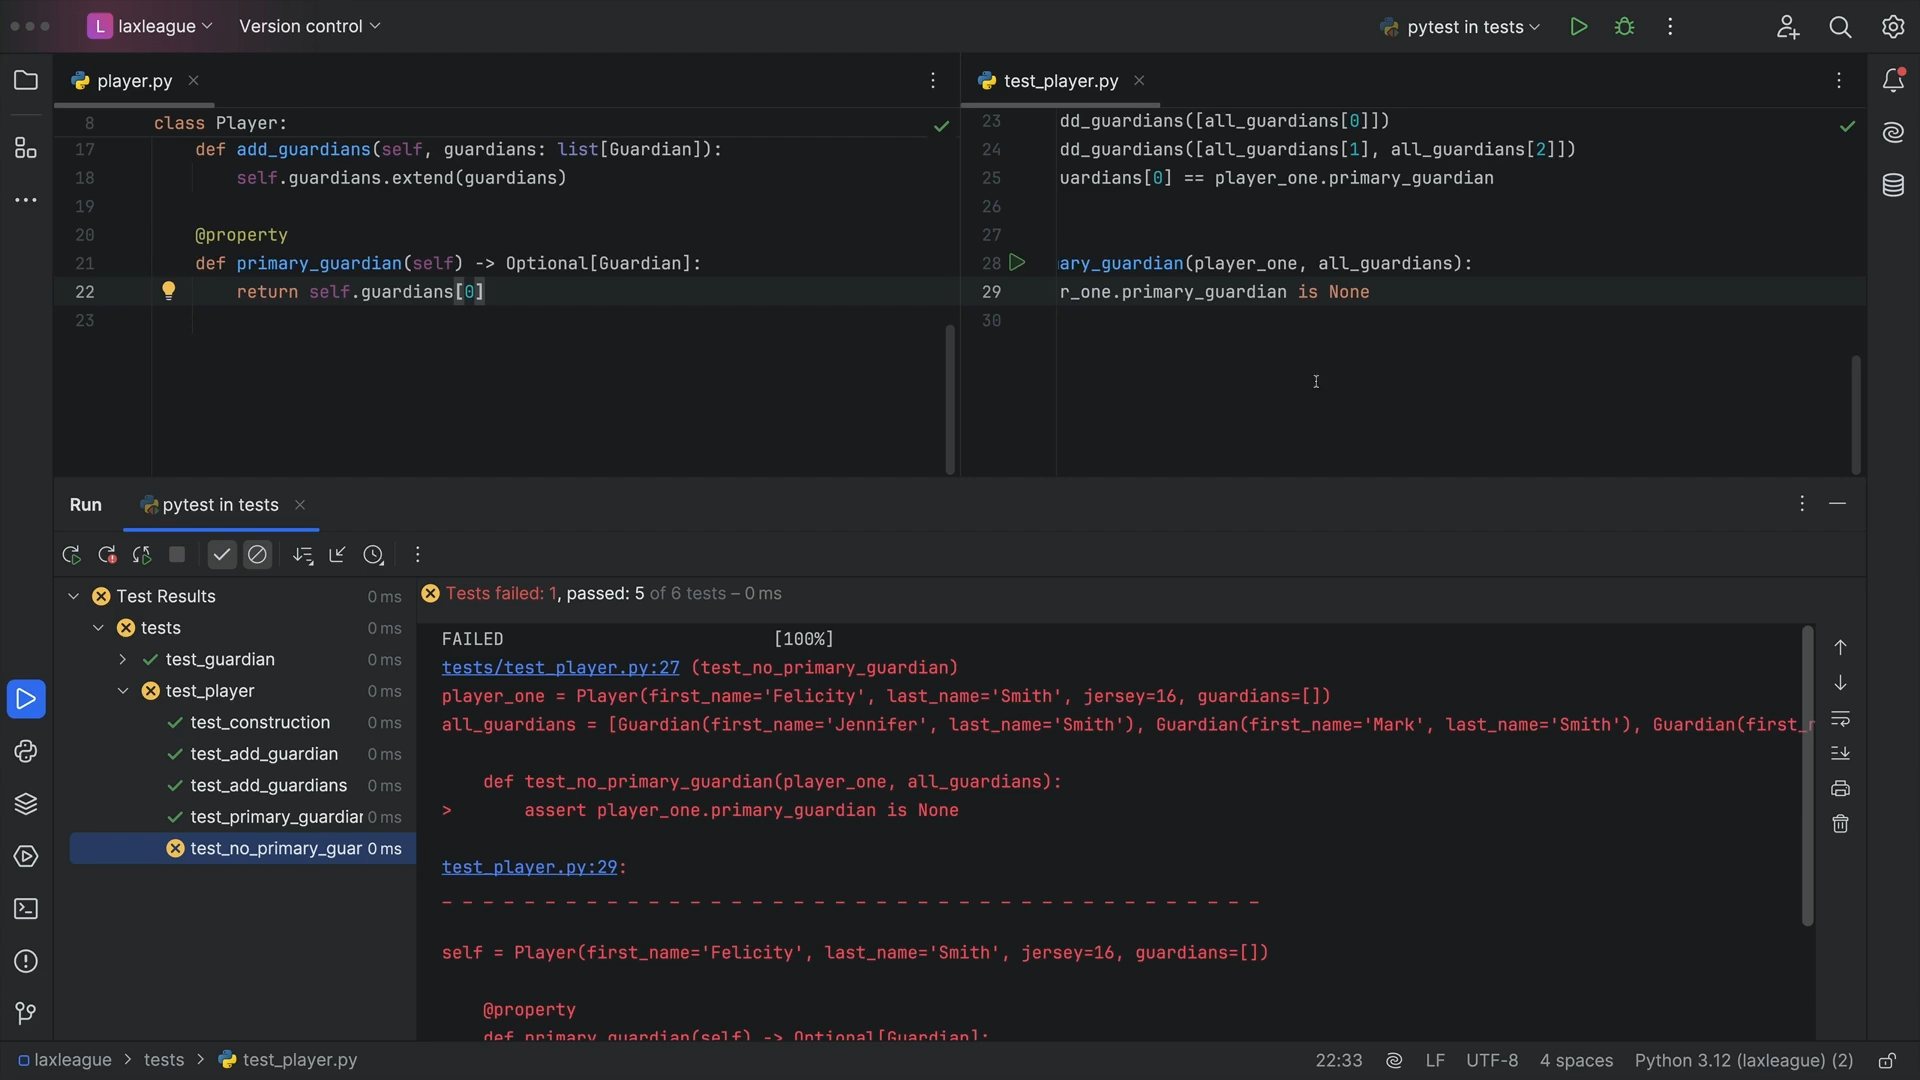 L laxleague Version control pytest in tests
player.py test_player.py
8 class Player:
17 def add_guardians(self, guardians: list[Guardian]):
18 self.guardians.extend(guardians)
19
20 @property
21 def primary_guardian(self) -> Optional[Guardian]:
22 return self.guardians[0]
23
23 dd_guardians([all_guardians[0]])
24 dd_guardians([all_guardians[1], all_guardians[2]])
25 uardians[0] == player_one.primary_guardian
26
27
28 ary_guardian(player_one, all_guardians):
29 r_one.primary_guardian is None
30
Run pytest in tests
Test Results 0 ms
tests 0 ms
test_guardian 0 ms
test_player 0 ms
test_construction 0 ms
test_add_guardian 0 ms
test_add_guardians 0 ms
test_primary_guardian 0 ms
test_no_primary_guar 0 ms
Tests failed: 1, passed: 5 of 6 tests – 0 ms
FAILED [100%]
tests/test_player.py:27 (test_no_primary_guardian)
player_one = Player(first_name='Felicity', last_name='Smith', jersey=16, guardians=[])
all_guardians = [Guardian(first_name='Jennifer', last_name='Smith'), Guardian(first_name='Mark', last_name='Smith'), Guardian(first_
def test_no_primary_guardian(player_one, all_guardians):
> assert player_one.primary_guardian is None
test_player.py:29:
_ _ _ _ _ _ _ _ _ _ _ _ _ _ _ _ _ _ _ _ _ _ _ _ _ _ _ _ _ _ _ _ _ _ _ _ _ _ _ _
self = Player(first_name='Felicity', last_name='Smith', jersey=16, guardians=[])
@property
def primary_guardian(self) -> Optional[Guardian]:
laxleague > tests > test_player.py 22:33 LF UTF-8 4 spaces Python 3.12 (laxleague) (2)